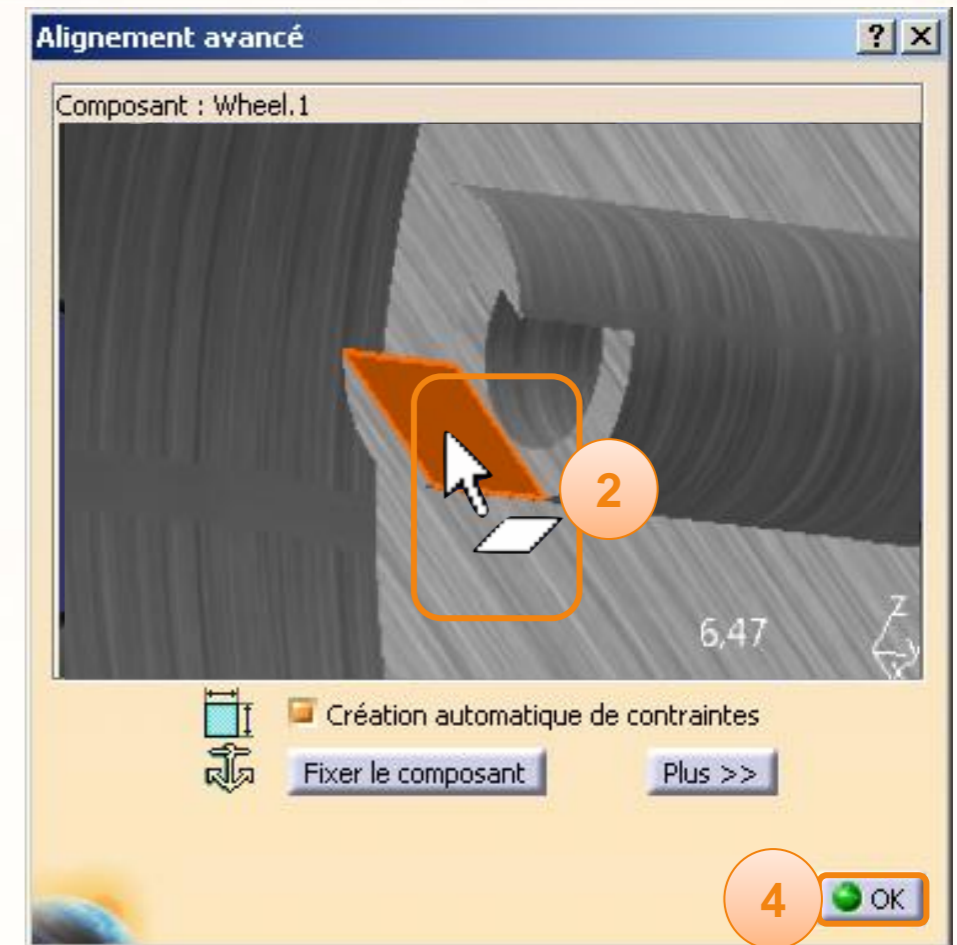 Alignement avancé
? X
Composant : Wheel.1
2
6,47
z
Création automatique de contraintes
Fixer le composant
Plus >>
4
OK